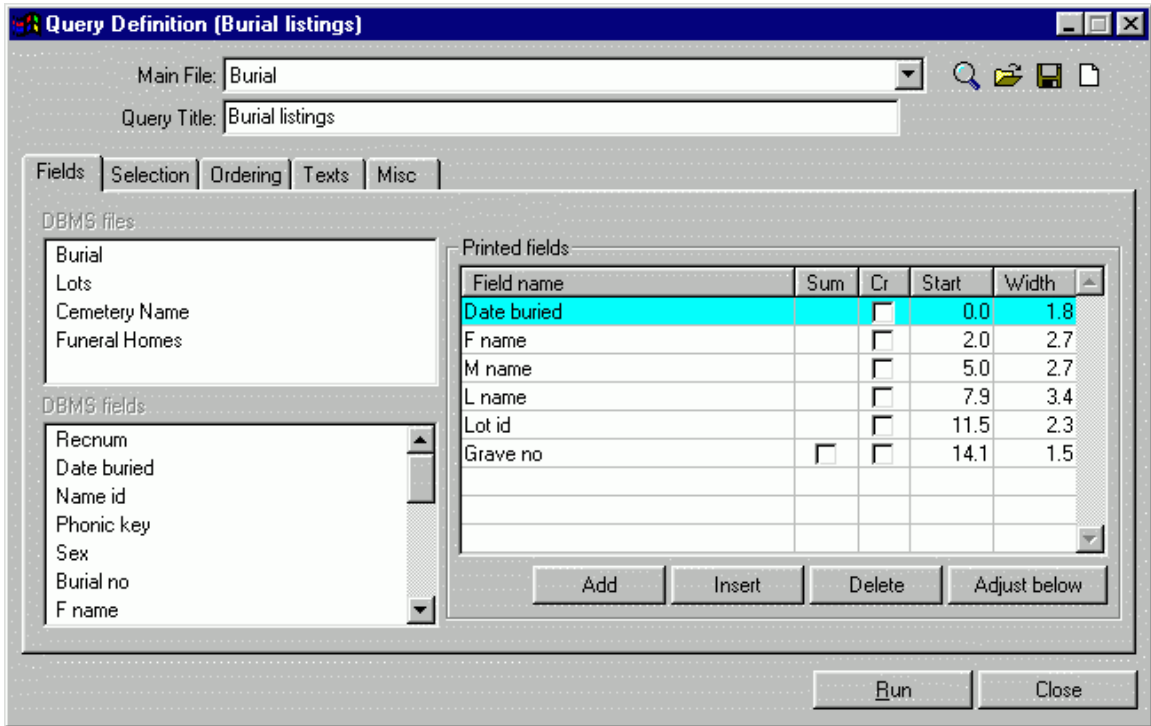 Query Definition (Burial listings)
Main File: Burial
Query Title: Burial listings
Fields Selection Ordering Texts Misc
DBMS files
Burial
Lots
Cemetery Name
Funeral Homes
DBMS fields
Recnum
Date buried
Name id
Phonic key
Sex
Burial no
F name
Printed fields
Field name Sum Cr Start Width
Date buried 0.0 1.8
F name 2.0 2.7
M name 5.0 2.7
L name 7.9 3.4
Lot id 11.5 2.3
Grave no 14.1 1.5
Add Insert Delete Adjust below
Run Close